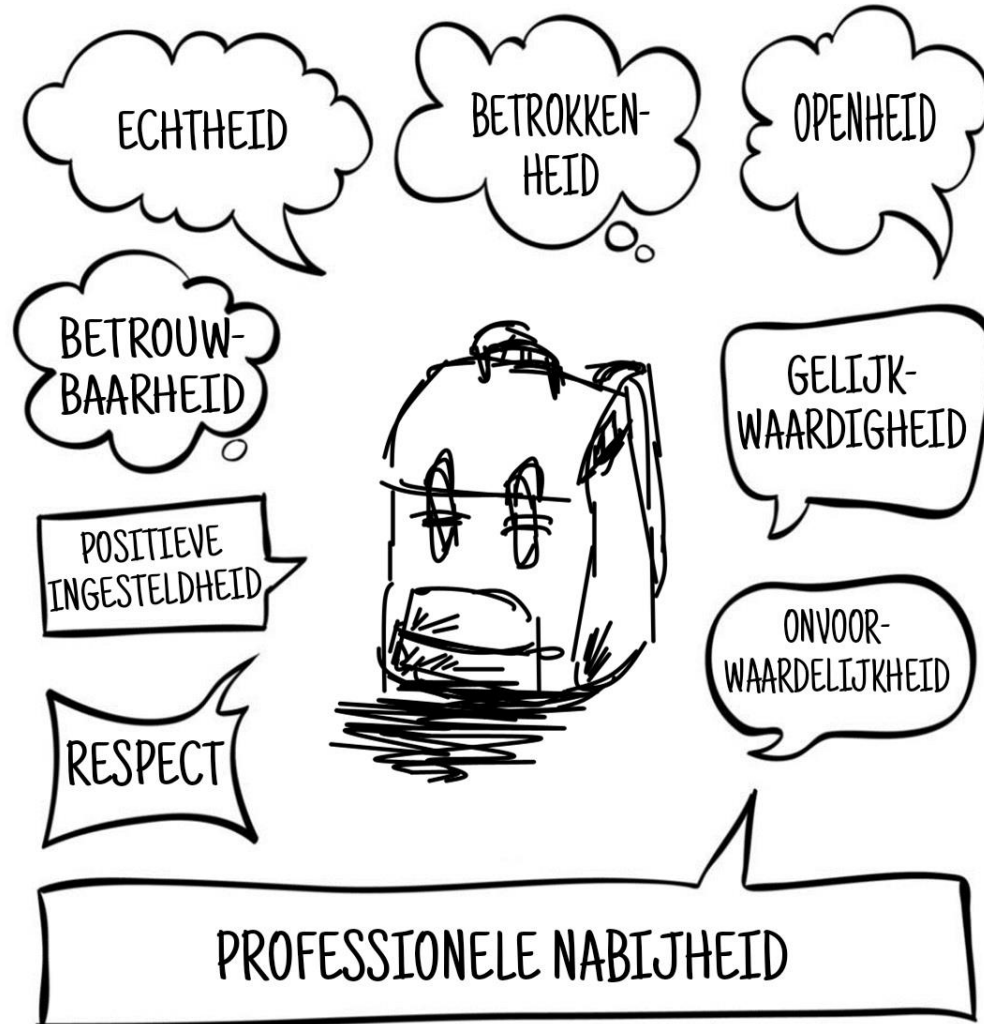 ECHTHEID
BETROKKEN-
HEID
OPENHEID
BETROUW-
BAARHEID
GELIJK-
WAARDIGHEID
POSITIEVE
INGESTELDHEID
ONVOOR-
WAARDELIJKHEID
RESPECT
PROFESSIONELE NABIJHEID